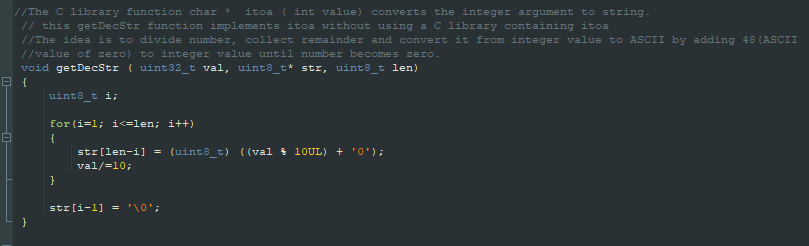 //The C library function char *  itoa ( int value) converts the integer argument to string.
// this getDecStr function implements itoa without using a C library containing itoa
//The idea is to divide number, collect remainder and convert it from integer value to ASCII by adding 48(ASCII
//value of zero) to integer value until number becomes zero.
void getDecStr ( uint32_t val, uint8_t* str, uint8_t len)
{
    uint8_t i;
    for(i=1; i<=len; i++)
    {
        str[len-i] = (uint8_t) ((val % 10UL) + '0');
        val/=10;
    }
    str[i-1] = '\0';
}